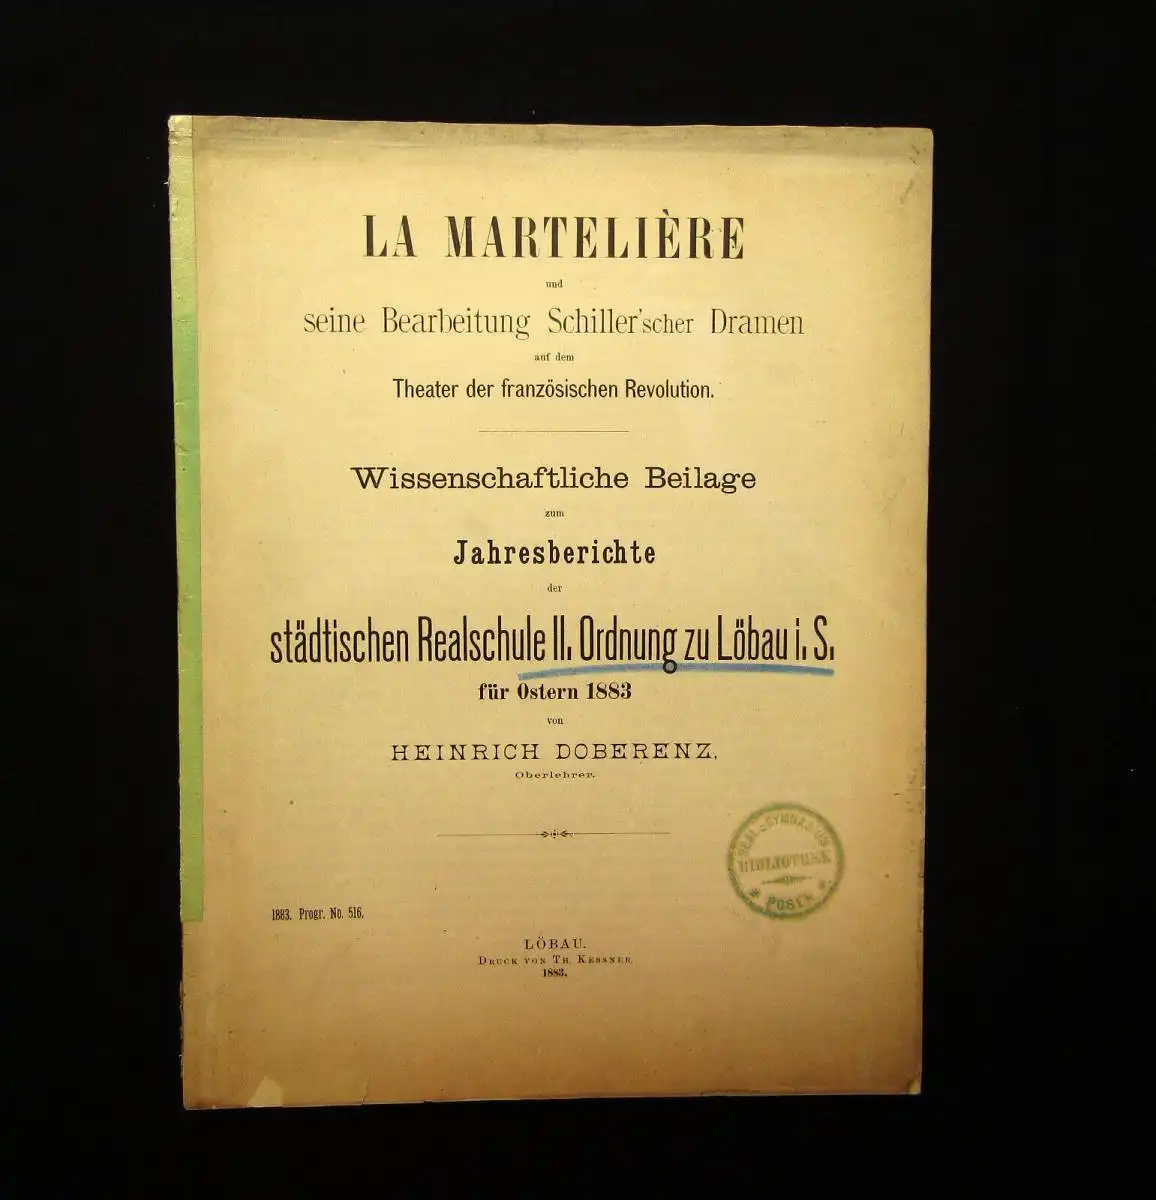 LA MARTELIÈRE
und
seine Bearbeitung Schiller'scher Dramen
auf dem
Theater der französischen Revolution.
Wissenschaftliche Beilage
zum
Jahresberichte
der
städtischen Realschule II. Ordnung zu Löbau i. S.
für Ostern 1883
von
HEINRICH DOBERENZ,
Oberlehrer.
REAL-GYMNASIUM
BIBLIOTHEK
* POSEN *
1883. Progr. No. 516.
LÖBAU.
DRUCK VON TH. KESSNER.
1883.